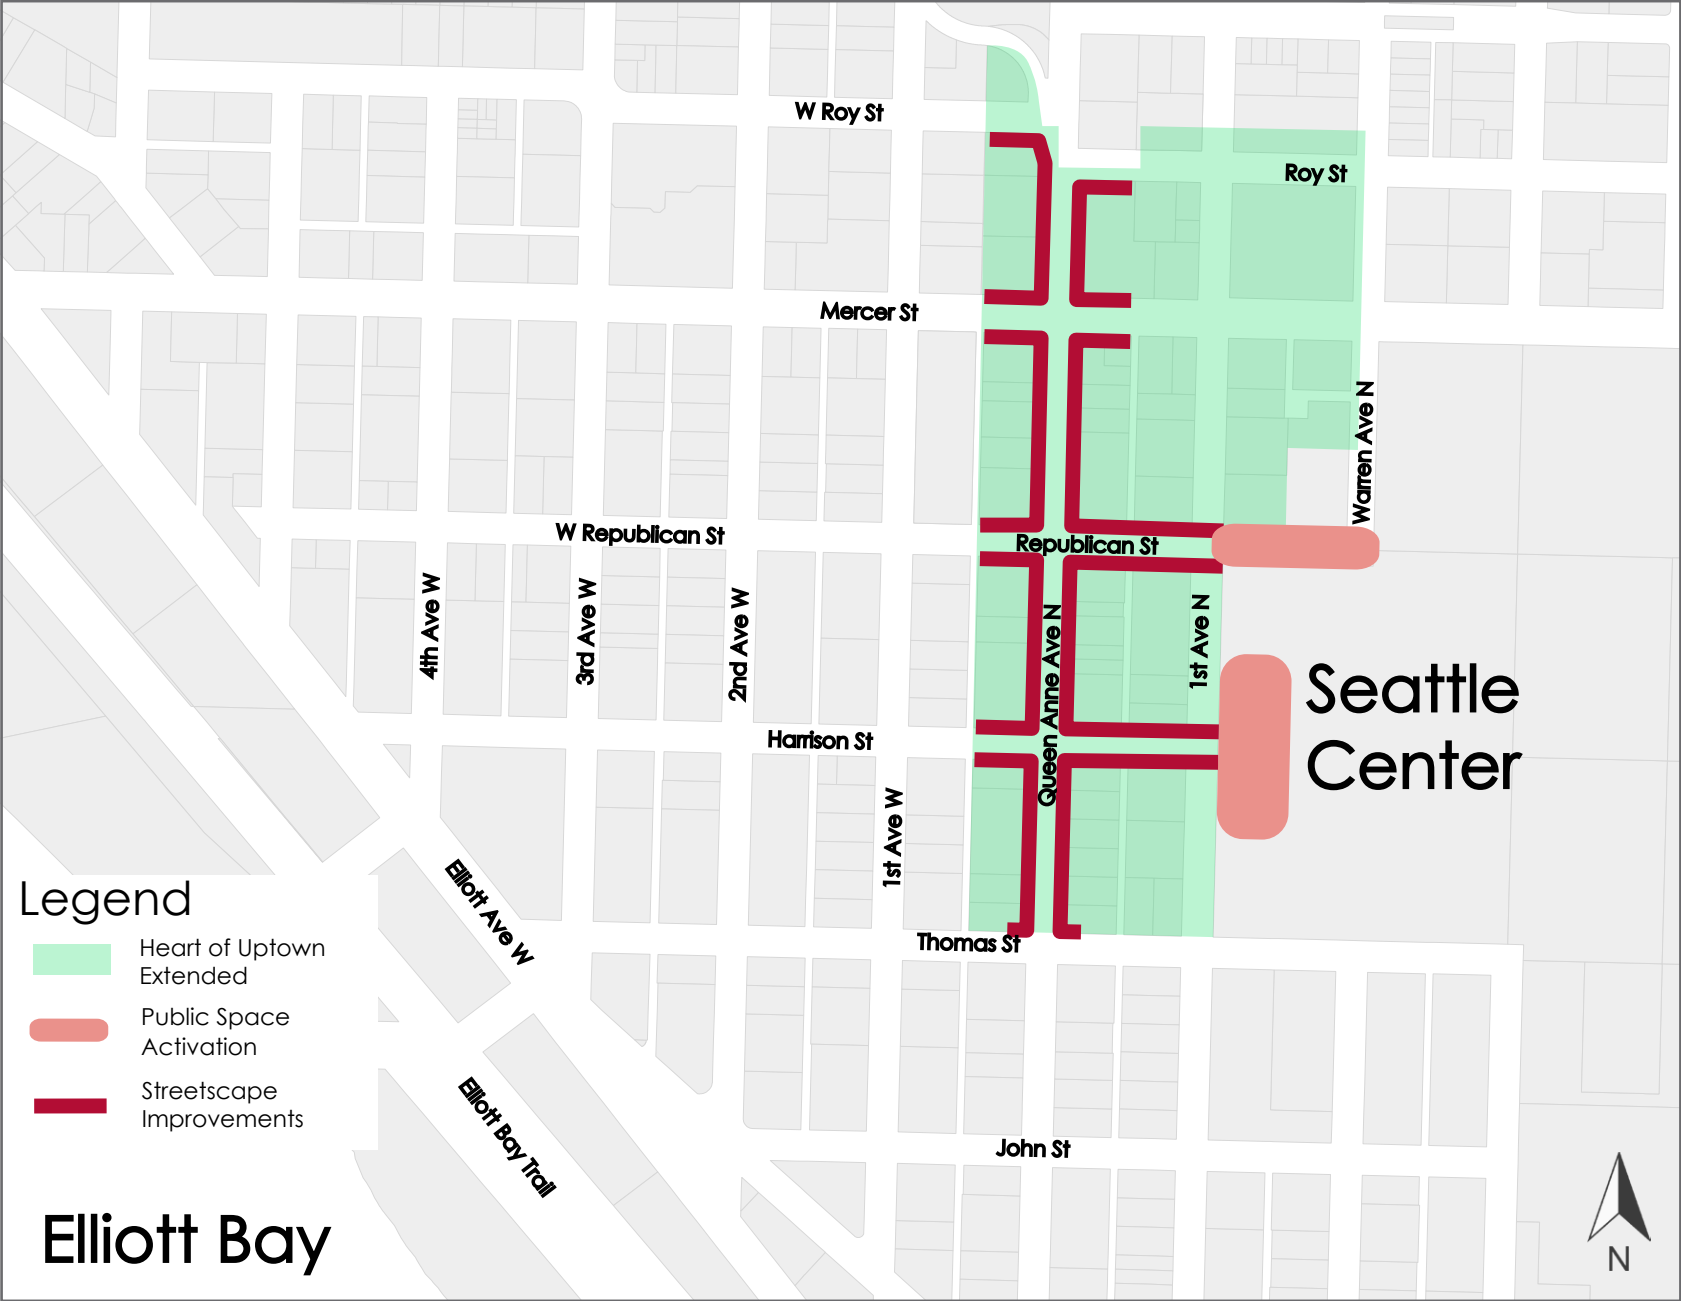 W Roy St
Roy St
Mercer St
Warren Ave N
W Republican St
Republican St
4th Ave W
3rd Ave W
2nd Ave W
Queen Anne Ave N
1st Ave N
Seattle
Center
Harrison St
1st Ave W
Elliott Ave W
Thomas St
Legend
Heart of Uptown
Extended
Public Space
Activation
Streetscape
Improvements
Elliott Bay Trail
John St
Elliott Bay
N